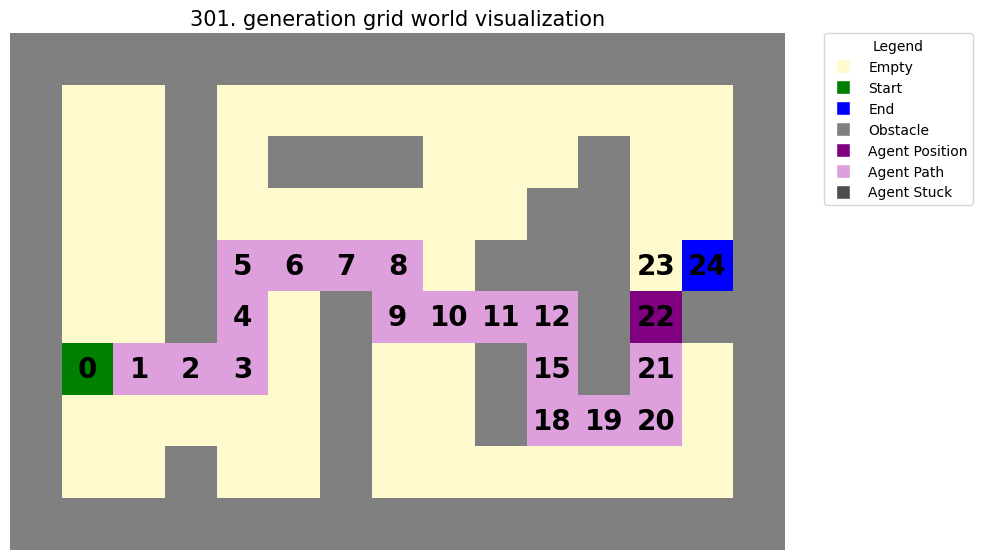 301. generation grid world visualization
Legend
Empty
Start
End
Obstacle
Agent Position
Agent Path
Agent Stuck
5 6 7 8 23 24
4 9 10 11 12 22
0 1 2 3 15 21
18 19 20